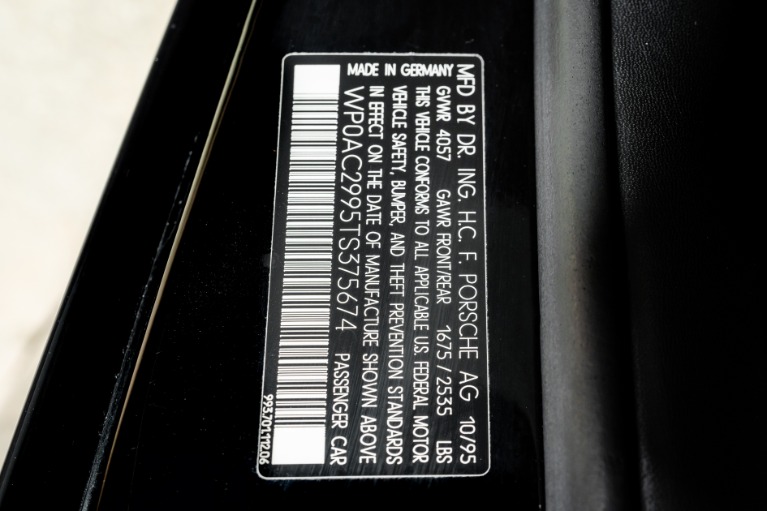 MFD BY DR. ING. H.C. F. PORSCHE AG 10/95
MADE IN GERMANY GVWR 4057 GAWR FRONT/REAR 1675/2535 LBS
THIS VEHICLE CONFORMS TO ALL APPLICABLE US. FEDERAL MOTOR
VEHICLE SAFETY, BUMPER, AND THEFT PREVENTION STANDARDS
IN EFFECT ON THE DATE OF MANUFACTURE SHOWN ABOVE
WP0AC2995TS375674 PASSENGER CAR
993.701.112.06